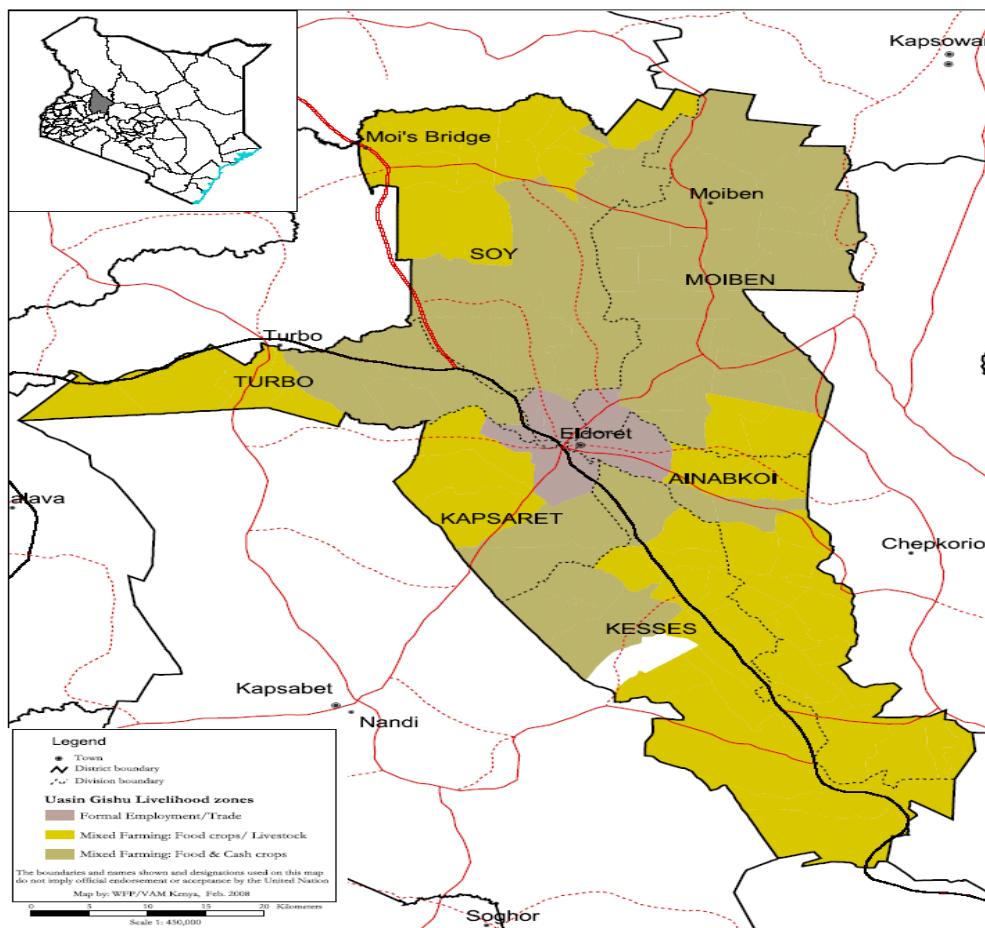 Kapsowar
Moi's Bridge
Moiben
SOY
MOIBEN
Turbo
TURBO
Eldoret
AINABKOI
alava
KAPSARET
Chepkorio
KESSES
Kapsabet
Nandi
Legend
Town
District boundary
Division boundary
Uasin Gishu Livelihood zones
Formal Employment/Trade
Mixed Farming: Food crops/ Livestock
Mixed Farming: Food & Cash crops
The boundaries and names shown and designations used on this map
do not imply official endorsement or acceptance by the United Nation
Map by: WFP/VAM Kenya, Feb. 2008
0 5 10 15 20 Kilometers
Scale 1: 450,000
Soghor